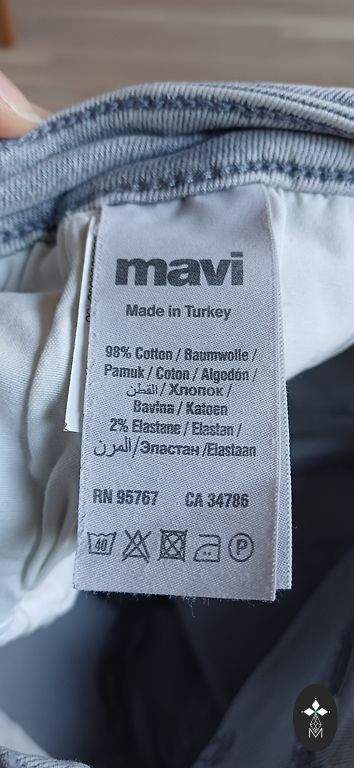 mavi
Made in Turkey
98% Cotton / Baumwolle /
Pamuk / Coton / Algodón /
القطن / Хлопок /
Bavlna / Katoen
2% Elastane / Elastan /
المرن / Эластан / Elastaan
RN 95767 CA 34786
40 P
M